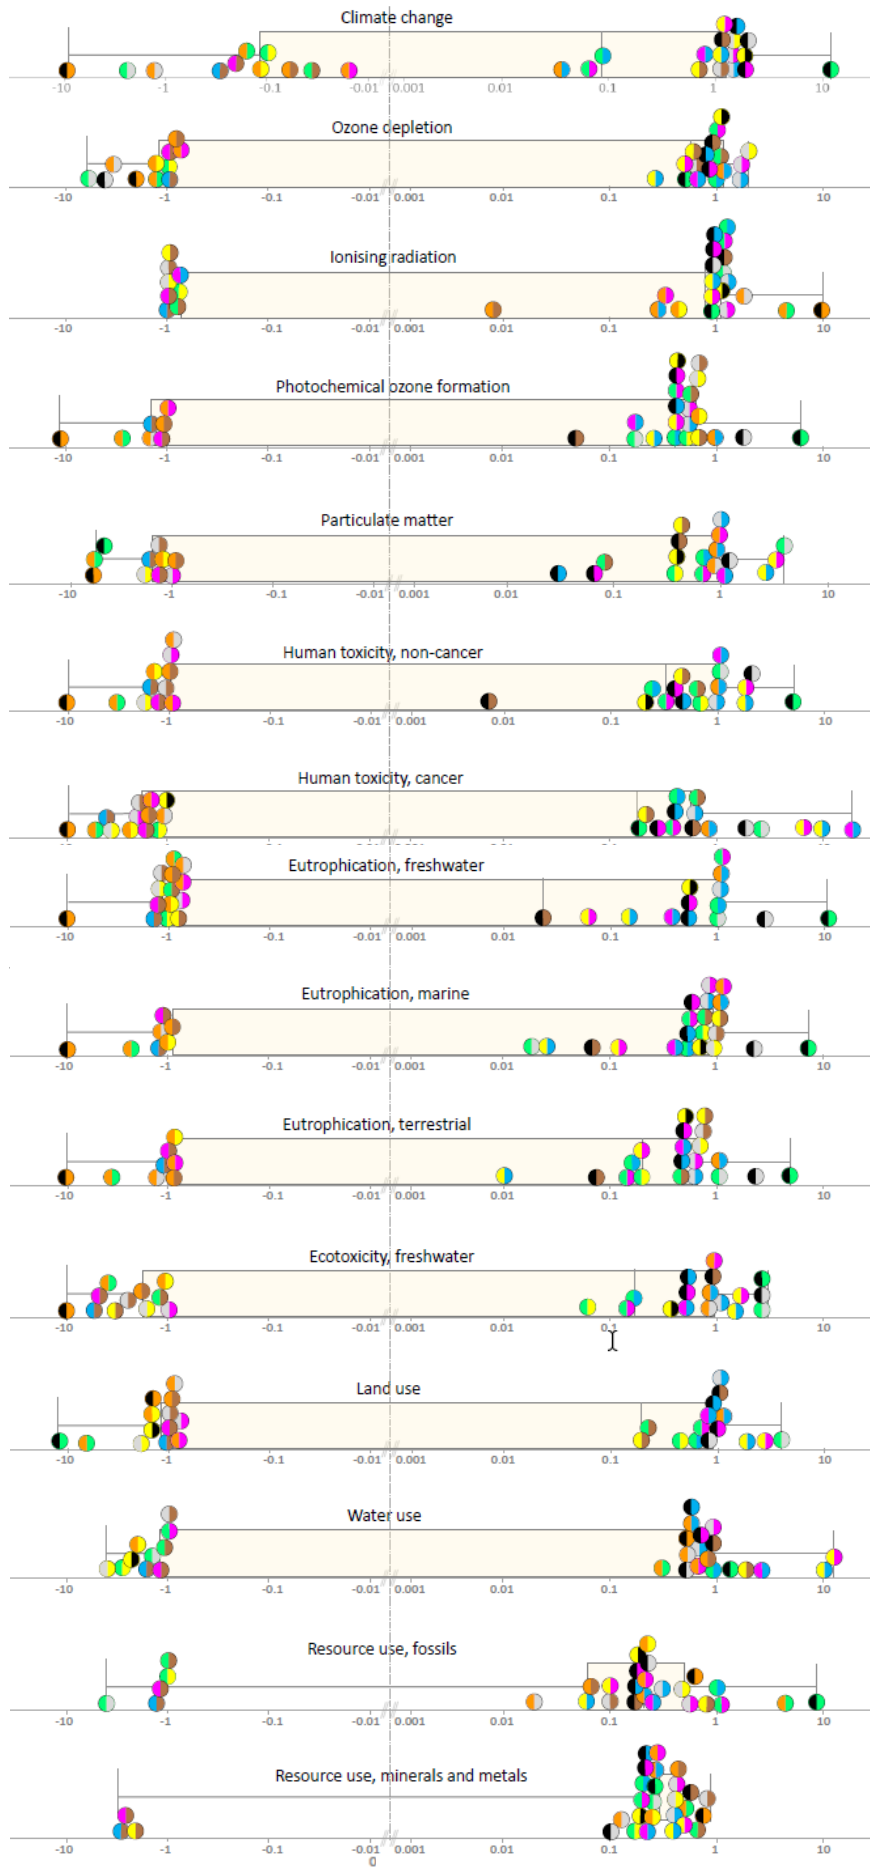 Climate change
-10 -1 -0.1 -0.01 0.001 0.01 0.1 1 10
Ozone depletion
-10 -1 -0.1 -0.01 0.001 0.01 0.1 1 10
Ionising radiation
-10 -1 -0.1 -0.01 0.001 0.01 0.1 1 10
Photochemical ozone formation
-10 -1 -0.1 -0.01 0.001 0.01 0.1 1 10
Particulate matter
-10 -1 -0.1 -0.01 0.001 0.01 0.1 1 10
Human toxicity, non-cancer
-10 -1 -0.1 -0.01 0.001 0.01 0.1 1 10
Human toxicity, cancer
Eutrophication, freshwater
-10 -1 -0.1 -0.01 0.001 0.01 0.1 1 10
Eutrophication, marine
-10 -1 -0.1 -0.01 0.001 0.01 0.1 1 10
Eutrophication, terrestrial
-10 -1 -0.1 -0.01 0.001 0.01 0.1 1 10
Ecotoxicity, freshwater
-10 -1 -0.1 -0.01 0.001 0.01 0.1 1 10
Land use
-10 -1 -0.1 -0.01 0.001 0.01 0.1 1 10
Water use
-10 -1 -0.1 -0.01 0.001 0.01 0.1 1 10
Resource use, fossils
-10 -1 -0.1 -0.01 0.001 0.01 0.1 1 10
Resource use, minerals and metals
-10 -1 -0.1 -0.01 0.001 0.01 0.1 1 10
0